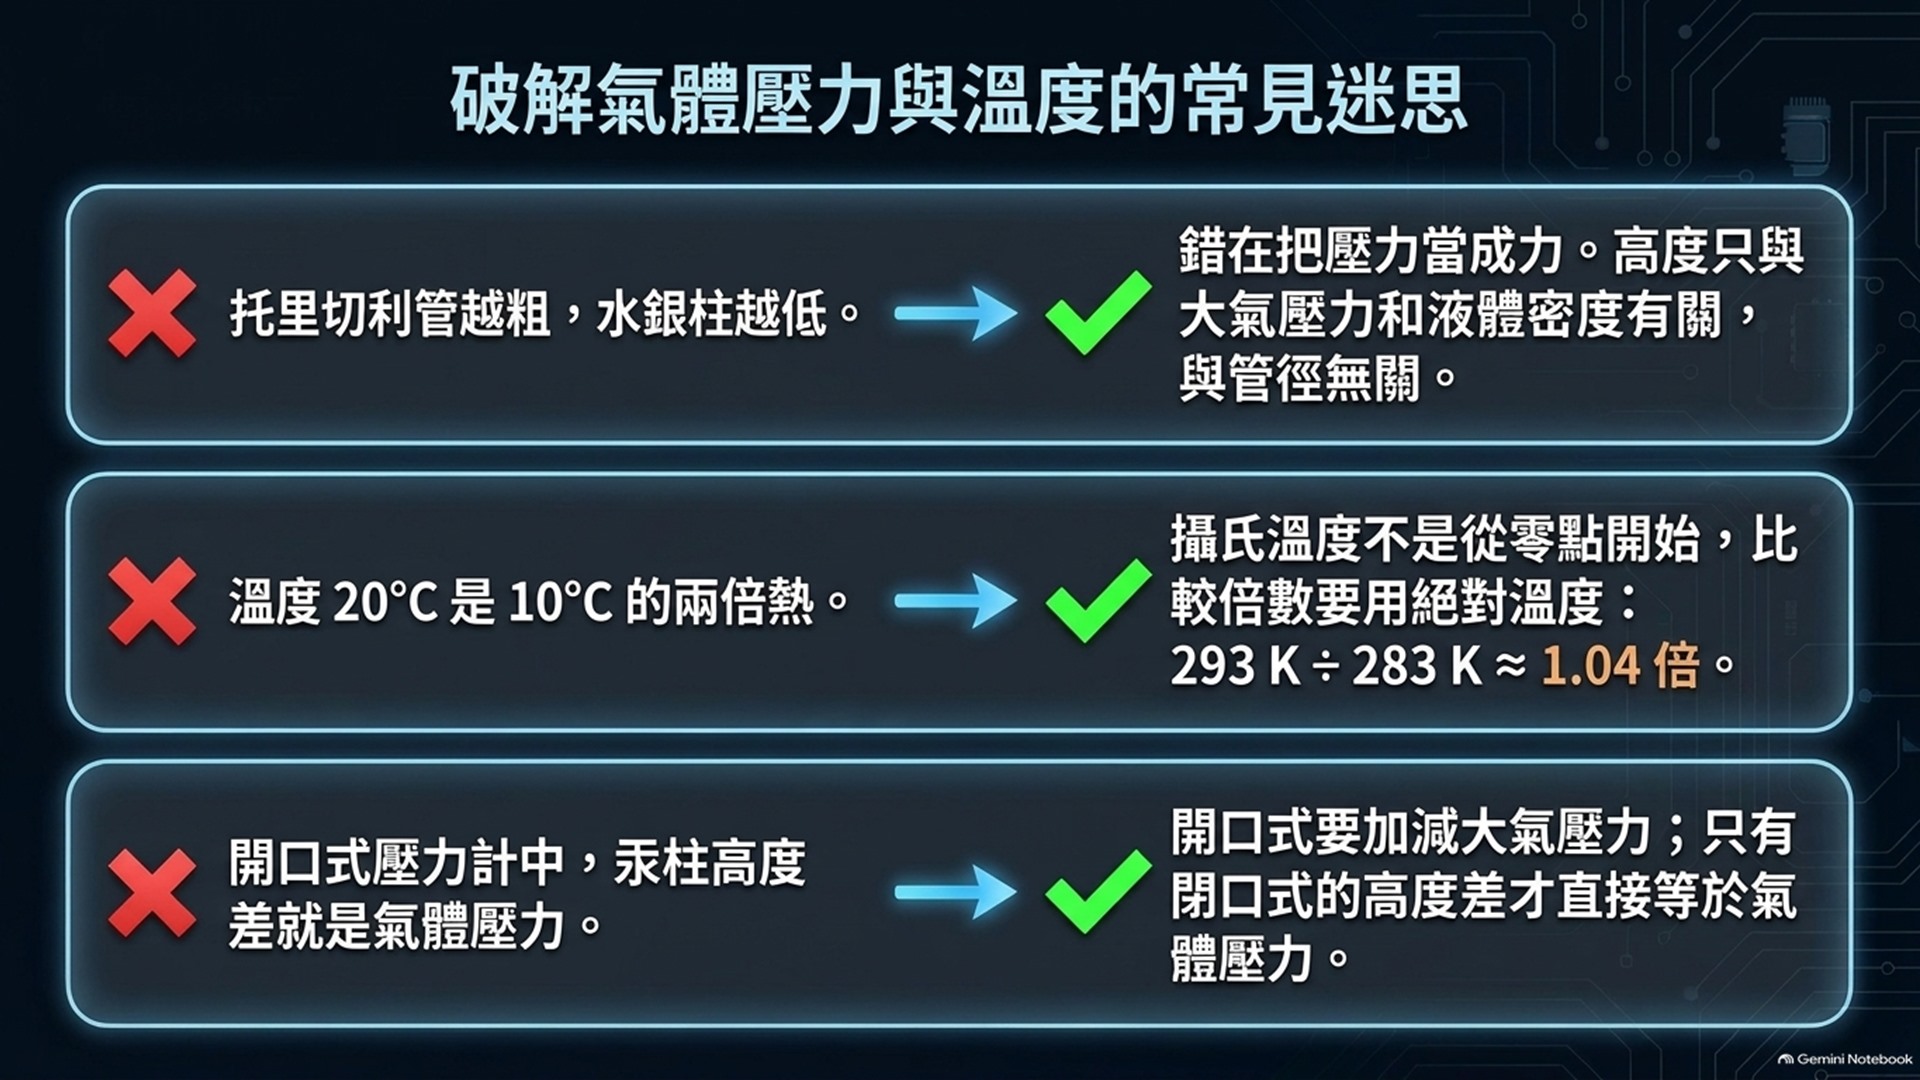 破解氣體壓力與溫度的常見迷思
托里切利管越粗，水銀柱越低。
錯在把壓力當成力。高度只與
大氣壓力和液體密度有關，
與管徑無關。
溫度 20°C 是 10°C 的兩倍熱。
攝氏溫度不是從零點開始，比
較倍數要用絕對溫度：
293 K ÷ 283 K ≈ 1.04 倍。
開口式壓力計中，汞柱高度
差就是氣體壓力。
開口式要加減大氣壓力；只有
閉口式的高度差才直接等於氣
體壓力。
Gemini Notebook